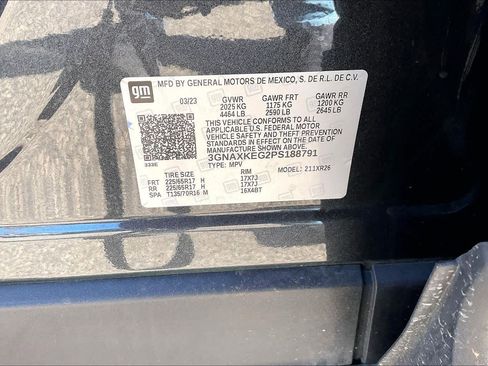 gm MFD BY GENERAL MOTORS DE MEXICO, S. DE R.L. DE C.V.
03/23 GVWR GAWR FRT GAWR RR
2025 KG 1175 KG 1200 KG
4464 LB 2590 LB 2645 LB
THIS VEHICLE CONFORMS TO ALL APPLICABLE
U.S. FEDERAL MOTOR VEHICLE SAFETY
STANDARDS IN EFFECT ON THE DATE OF
MANUFACTURE SHOWN ABOVE.
3GNAXKEG2PS188791
TYPE: MPV
TIRE SIZE RIM MODEL: 211XR26
FRT 225/65R17 H 17X7J
RR 225/65R17 H 17X7J
SPA T135/70R16 M 16X4BT